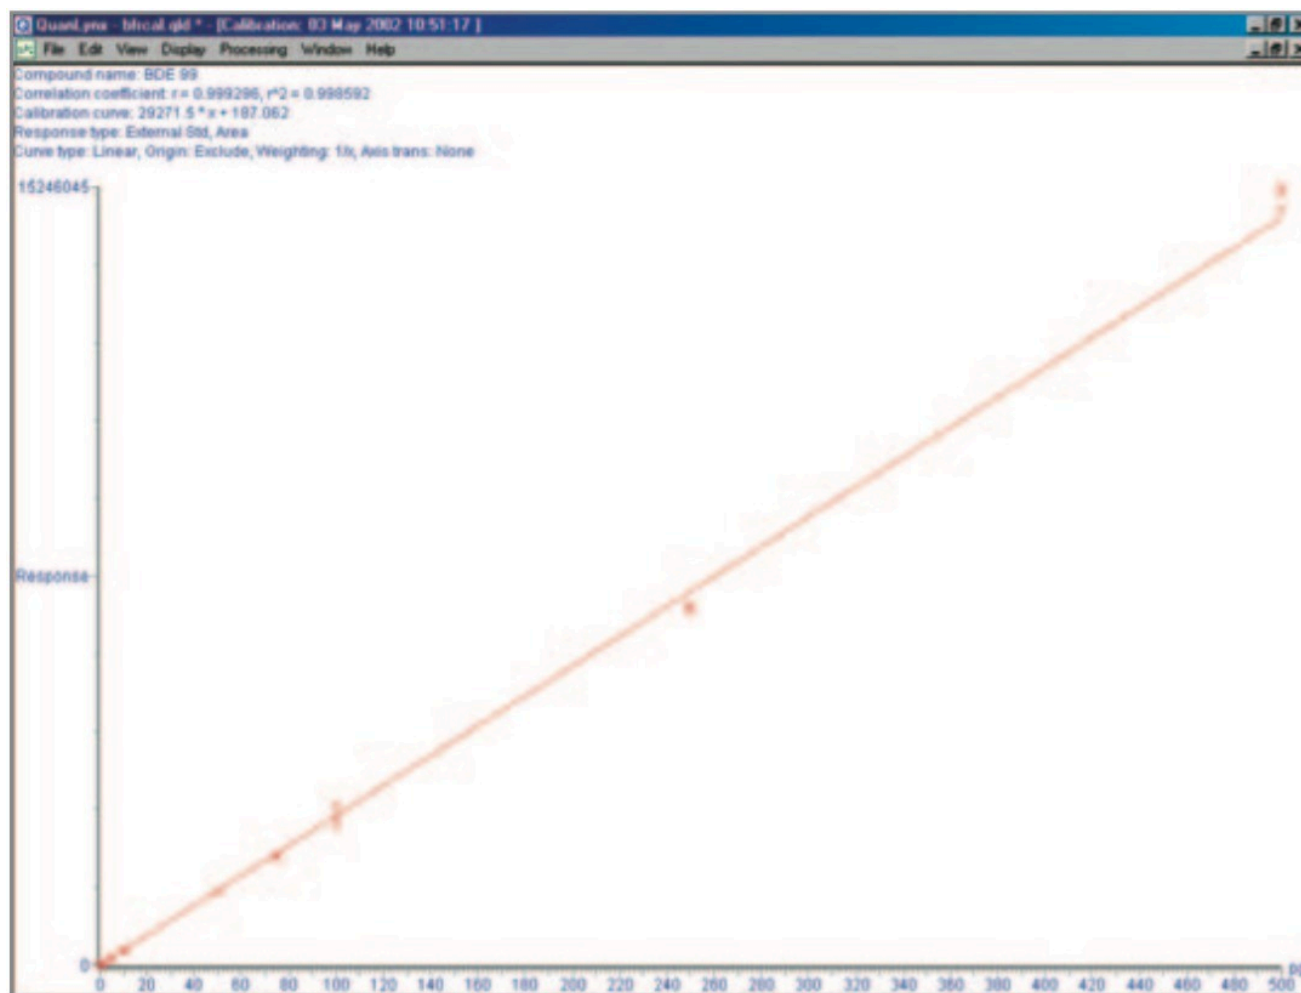 QuanLynx - bfrcal.qld * - [Calibration: 03 May 2002 10:51:17 ]
File Edit View Display Processing Window Help
Compound name: BDE 99
Correlation coefficient: r = 0.999296, r^2 = 0.998592
Calibration curve: 29271.5 * x + 187.062
Response type: External Std, Area
Curve type: Linear, Origin: Exclude, Weighting: 1/x, Axis trans: None
15246045
Response
0
0 20 40 60 80 100 120 140 160 180 200 220 240 260 280 300 320 340 360 380 400 420 440 460 480 500